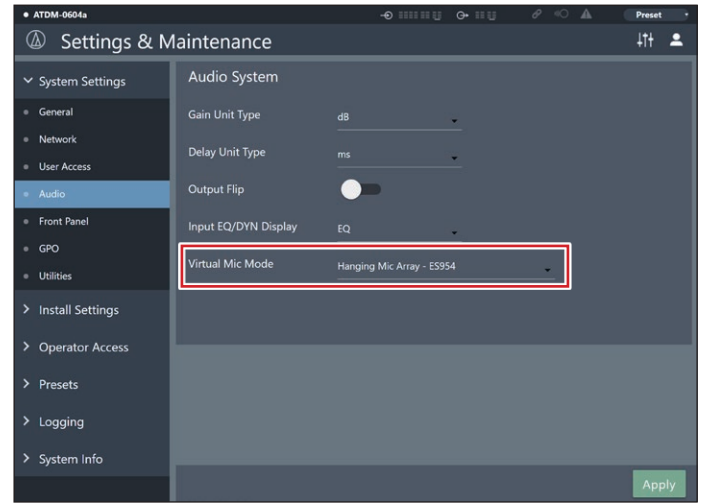 ATDM-0604a
Preset
Settings & Maintenance
System Settings
General
Network
User Access
Audio
Front Panel
GPO
Utilities
Install Settings
Operator Access
Presets
Logging
System Info
Audio System
Gain Unit Type dB
Delay Unit Type ms
Output Flip
Input EQ/DYN Display EQ
Virtual Mic Mode Hanging Mic Array - ES954
Apply